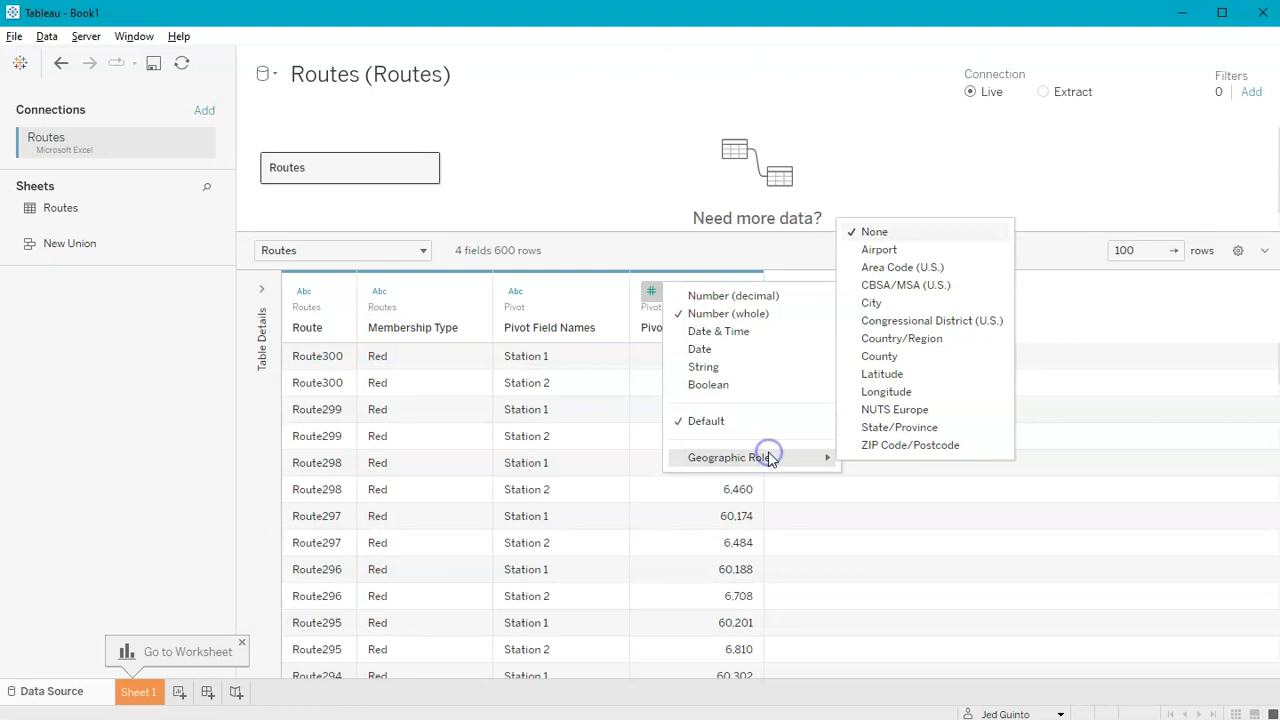 Tableau - Book1
File Data Server Window Help
Connections Add
Routes
Microsoft Excel
Sheets
Routes
New Union
Routes (Routes)
Connection
Live Extract
Filters
0 Add
Routes
Need more data?
Routes 4 fields 600 rows 100 rows
Table Details
Abc Abc Abc #
Routes Routes Pivot Pivot
Route Membership Type Pivot Field Names Pivo
Route300 Red Station 1
Route300 Red Station 2
Route299 Red Station 1
Route299 Red Station 2
Route298 Red Station 1
Route298 Red Station 2 6,460
Route297 Red Station 1 60,174
Route297 Red Station 2 6,484
Route296 Red Station 1 60,188
Route296 Red Station 2 6,708
Route295 Red Station 1 60,201
Route295 Red Station 2 6,810
Route294 Red Station 1 60,302
Number (decimal)
Number (whole)
Date & Time
Date
String
Boolean
Default
Geographic Role
None
Airport
Area Code (U.S.)
CBSA/MSA (U.S.)
City
Congressional District (U.S.)
Country/Region
County
Latitude
Longitude
NUTS Europe
State/Province
ZIP Code/Postcode
Go to Worksheet
Data Source Sheet 1
Jed Guinto